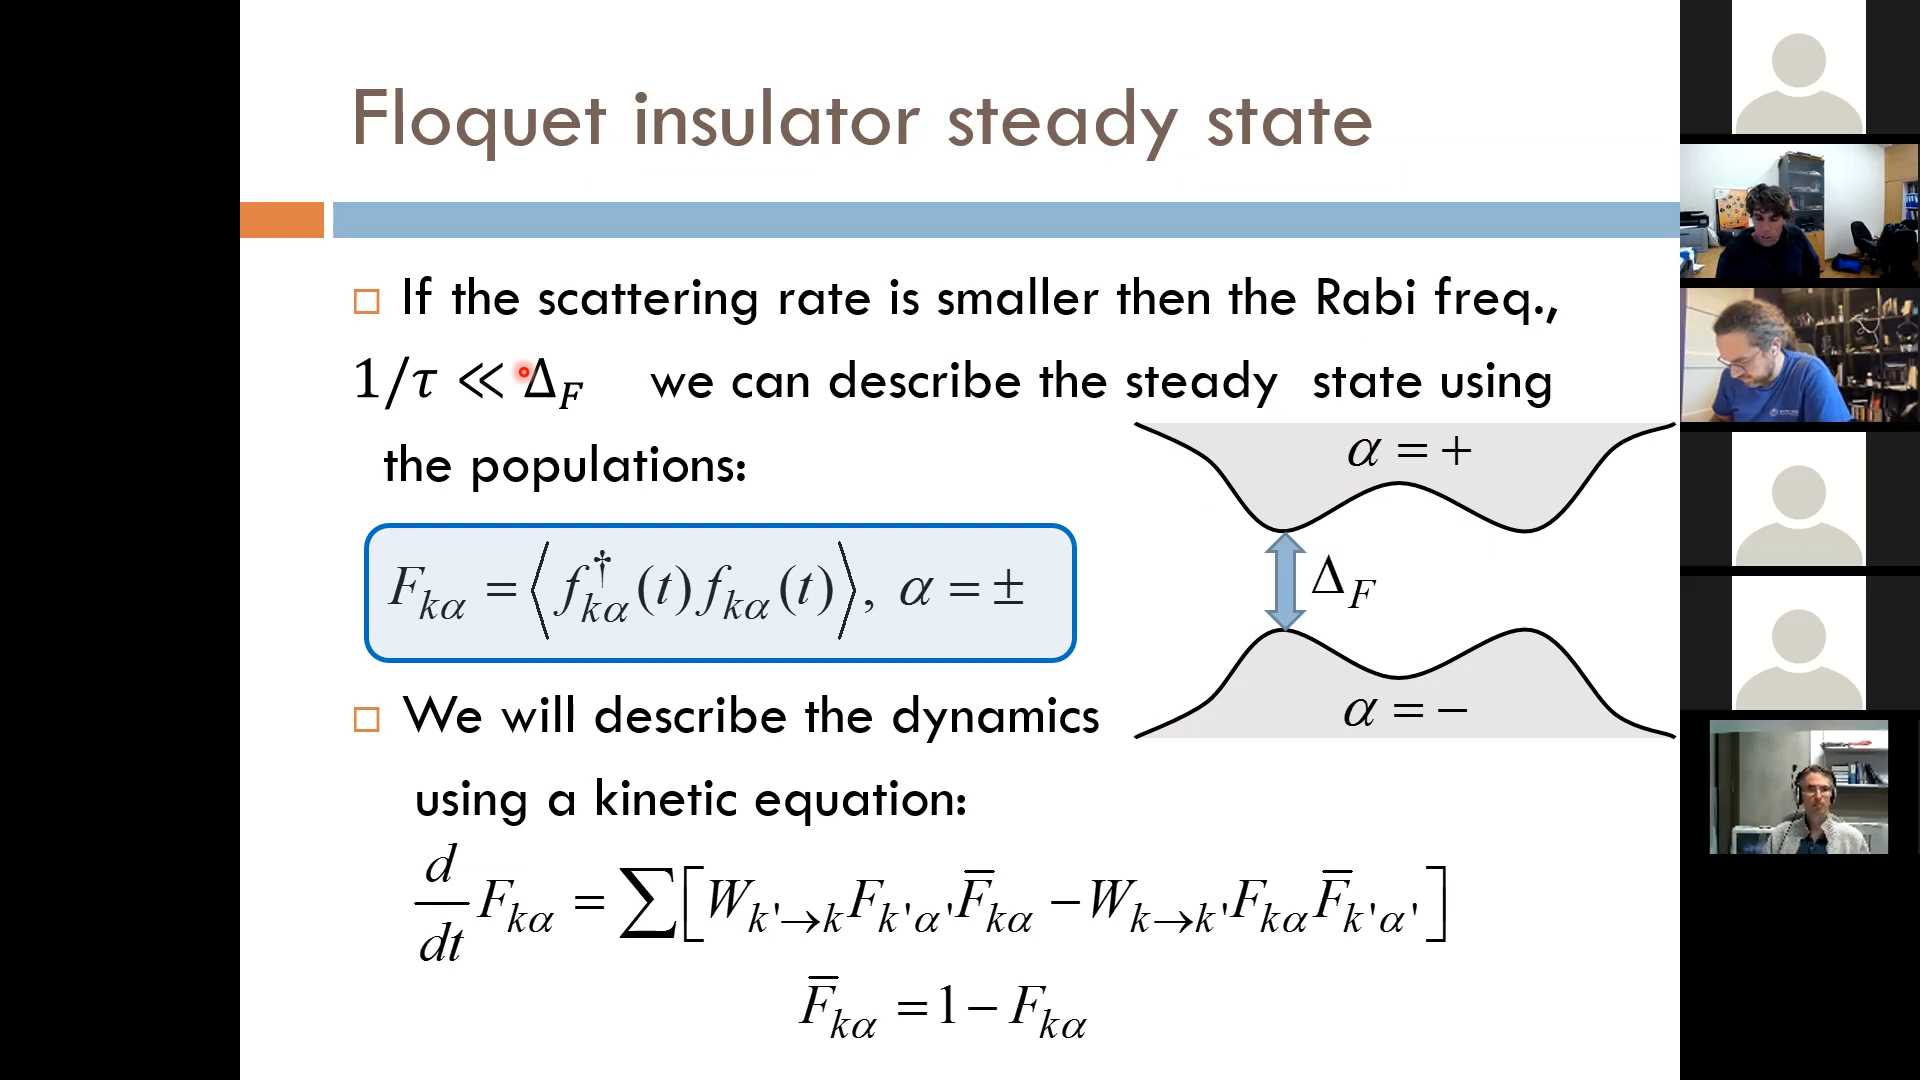 Floquet insulator steady state
□ If the scattering rate is smaller then the Rabi freq.,
1/τ ≪ Δ_F we can describe the steady state using
the populations:
α = +
F_{kα} = ⟨f†_{kα}(t) f_{kα}(t)⟩, α = ±
Δ_F
α = −
□ We will describe the dynamics
using a kinetic equation:
d/dt F_{kα} = ∑[W_{k'→k} F_{k'α'} F̅_{kα} − W_{k→k'} F_{kα} F̅_{k'α'}]
F̅_{kα} = 1 − F_{kα}